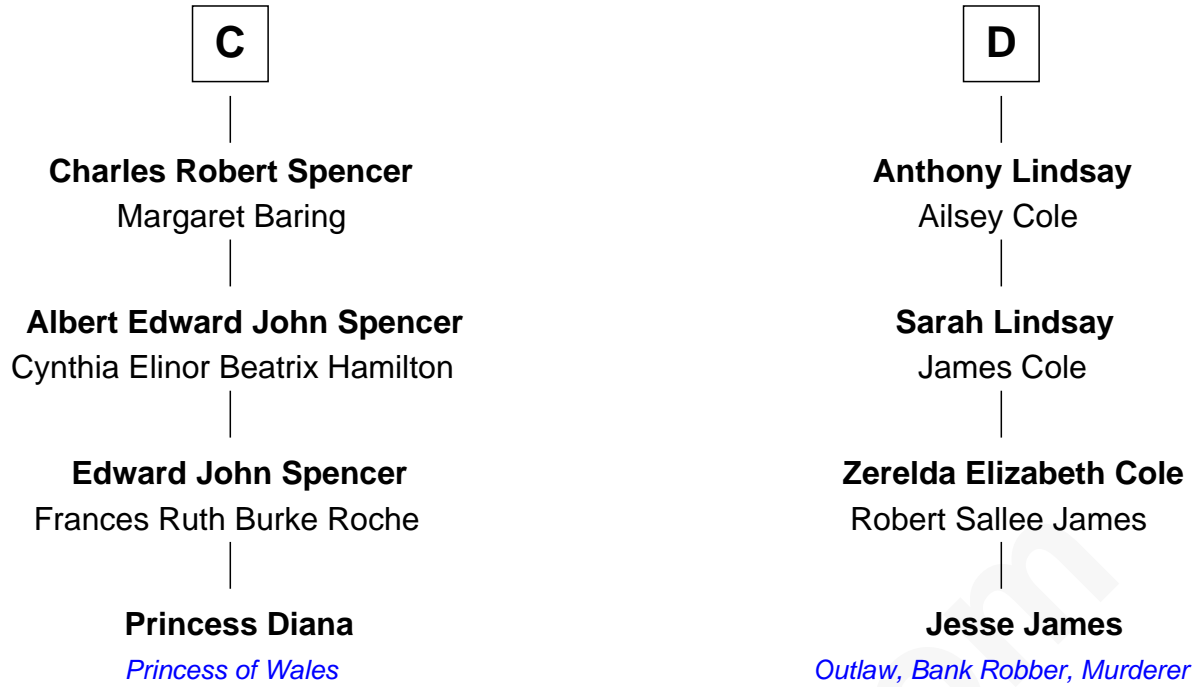 C
Charles Robert Spencer
Margaret Baring
Albert Edward John Spencer
Cynthia Elinor Beatrix Hamilton
Edward John Spencer
Frances Ruth Burke Roche
Princess Diana
Princess of Wales
D
Anthony Lindsay
Ailsey Cole
Sarah Lindsay
James Cole
Zerelda Elizabeth Cole
Robert Sallee James
Jesse James
Outlaw, Bank Robber, Murderer